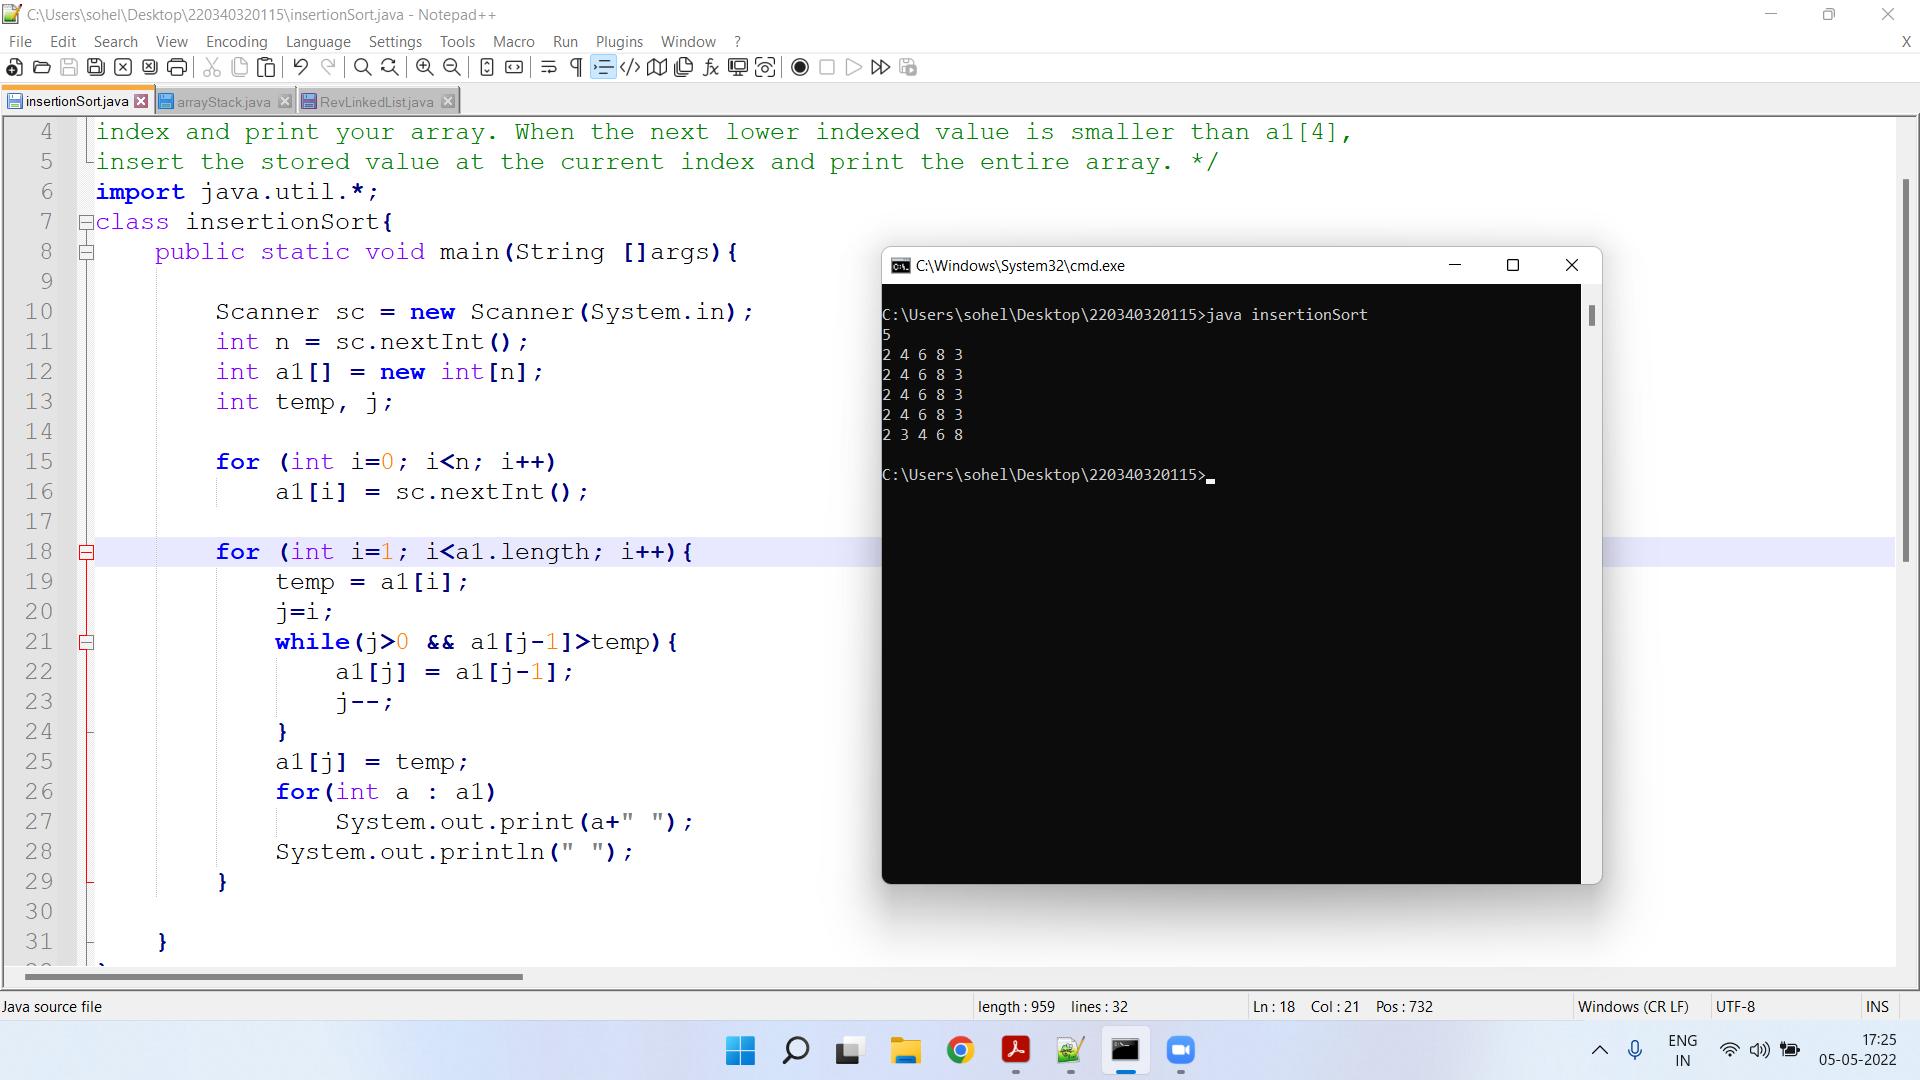 C:\Users\sohel\Desktop\220340320115\insertionSort.java - Notepad++
File Edit Search View Encoding Language Settings Tools Macro Run Plugins Window ? X
insertionSort.java arrayStack.java RevLinkedList.java
4 index and print your array. When the next lower indexed value is smaller than a1[4],
5 insert the stored value at the current index and print the entire array. */
6 import java.util.*;
7 class insertionSort{
8 public static void main(String []args){
9
10 Scanner sc = new Scanner(System.in);
11 int n = sc.nextInt();
12 int a1[] = new int[n];
13 int temp, j;
14
15 for (int i=0; i<n; i++)
16 a1[i] = sc.nextInt();
17
18 for (int i=1; i<a1.length; i++){
19 temp = a1[i];
20 j=i;
21 while(j>0 && a1[j-1]>temp){
22 a1[j] = a1[j-1];
23 j--;
24 }
25 a1[j] = temp;
26 for(int a : a1)
27 System.out.print(a+" ");
28 System.out.println(" ");
29 }
30
31 }
C:\Windows\System32\cmd.exe
C:\Users\sohel\Desktop\220340320115>java insertionSort
5
2 4 6 8 3
2 4 6 8 3
2 4 6 8 3
2 4 6 8 3
2 3 4 6 8
C:\Users\sohel\Desktop\220340320115>
Java source file length : 959 lines : 32 Ln : 18 Col : 21 Pos : 732 Windows (CR LF) UTF-8 INS
ENG
IN
17:25
05-05-2022